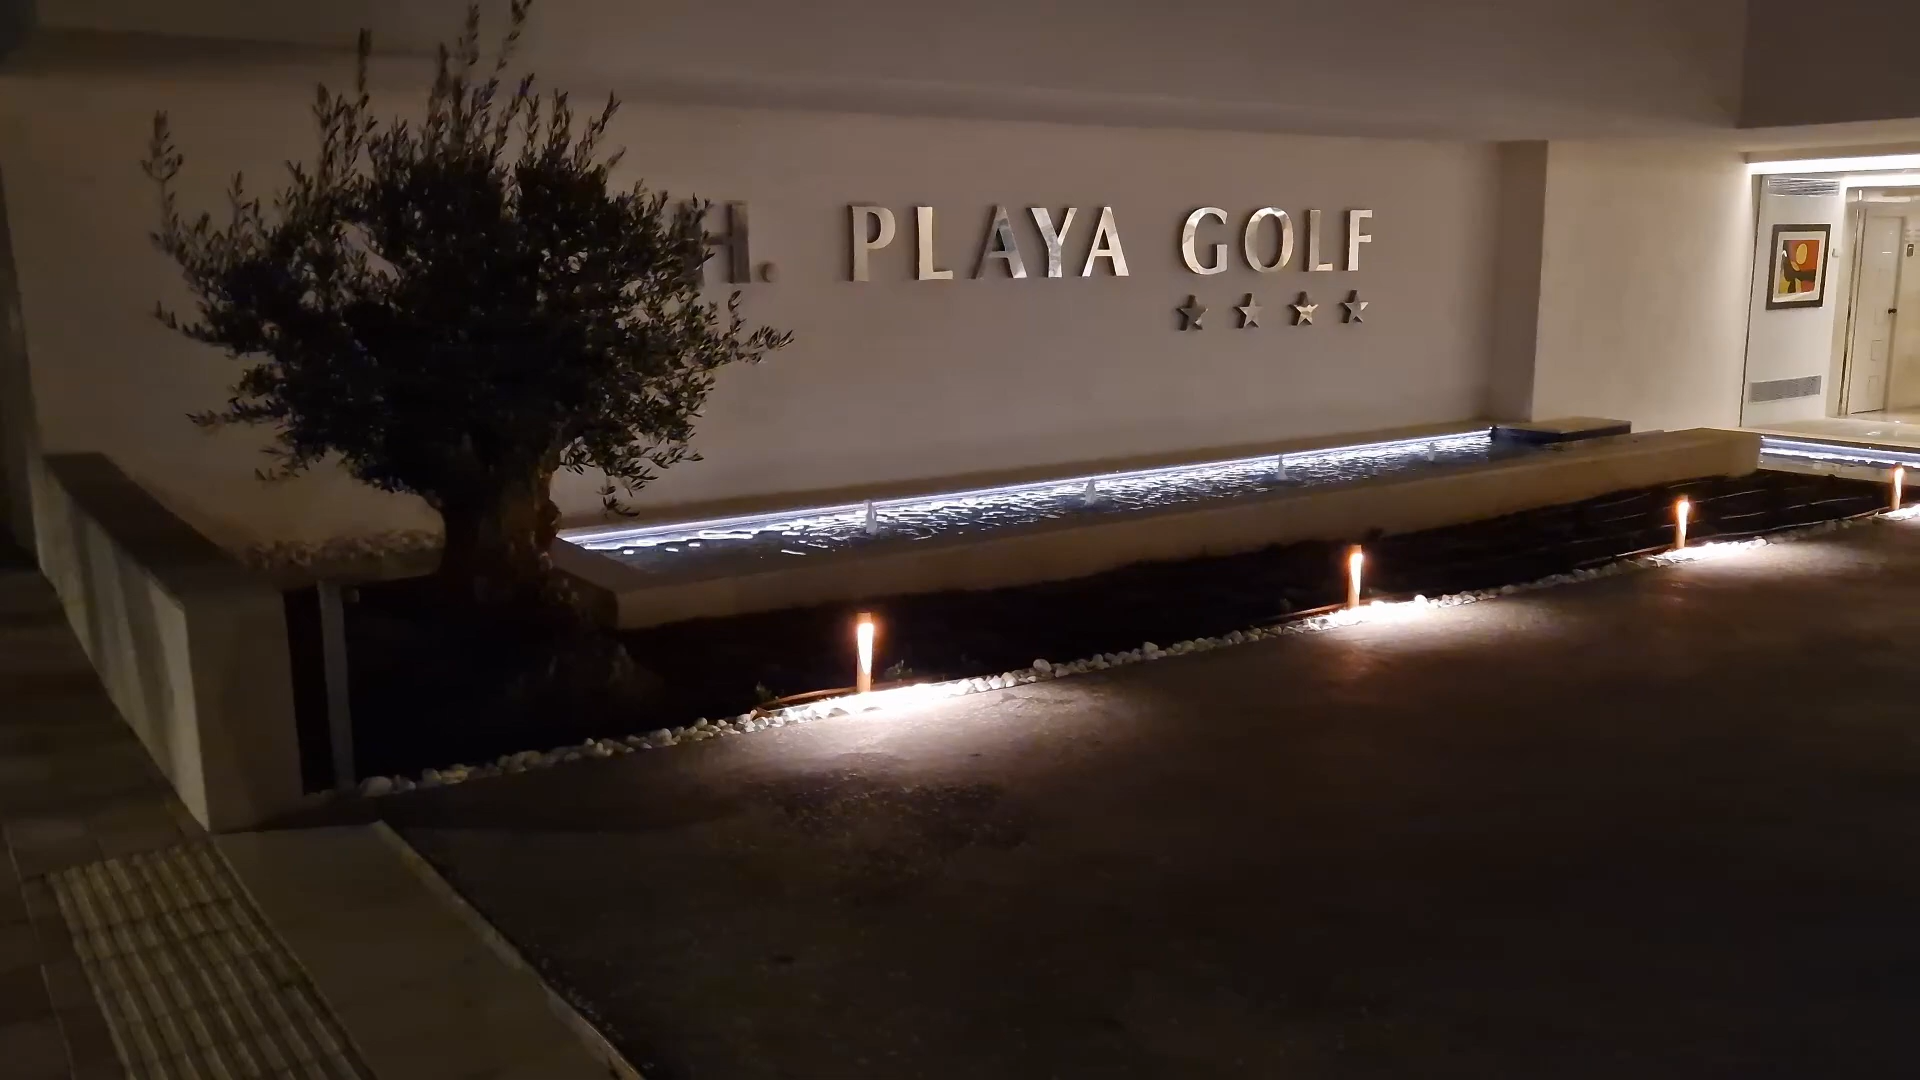 H. PLAYA GOLF
★ ★ ★ ★